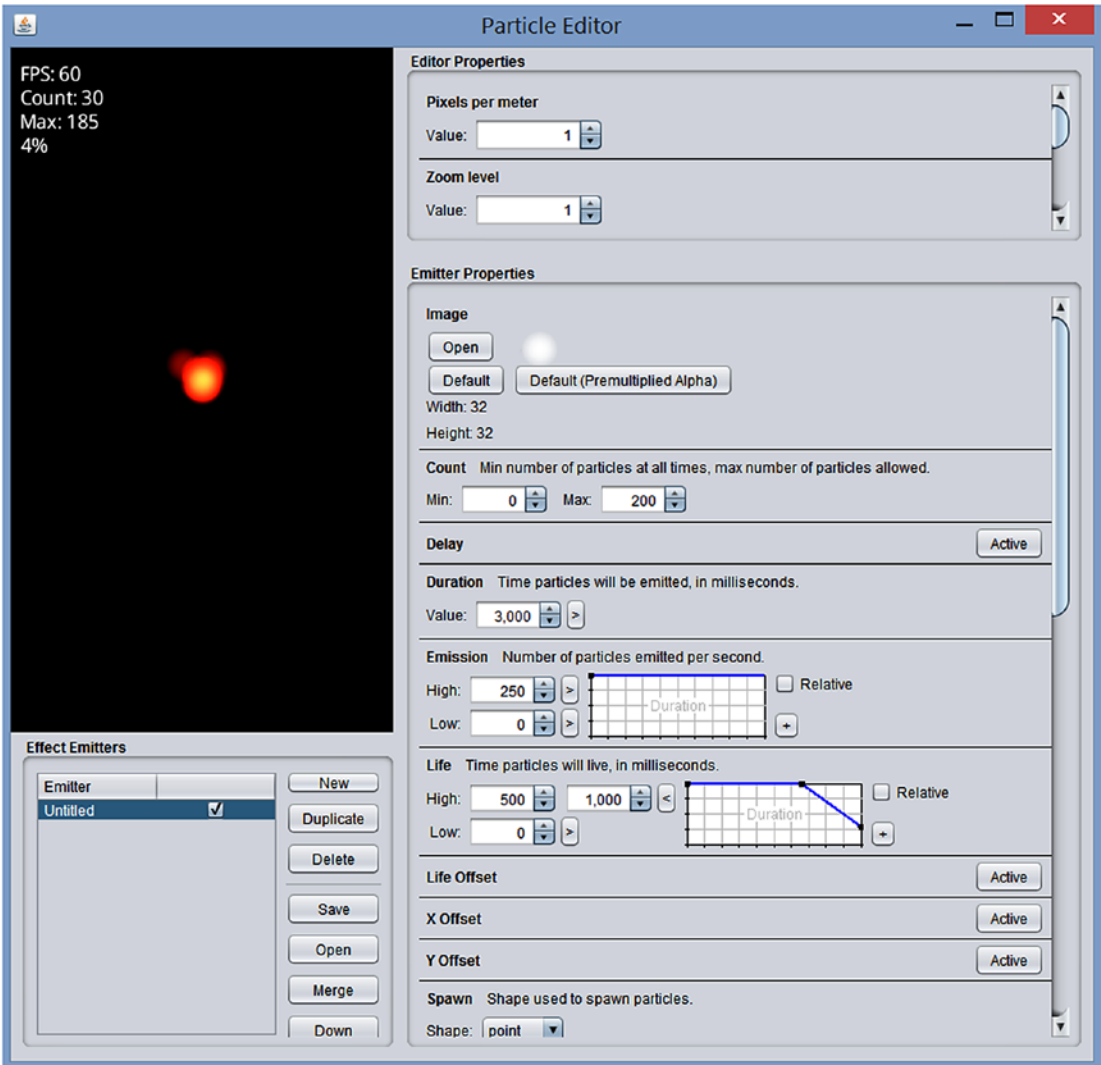 Particle Editor
FPS: 60
Count: 30
Max: 185
4%
Editor Properties
Pixels per meter
Value: 1
Zoom level
Value: 1
Emitter Properties
Image
Open
Default Default (Premultiplied Alpha)
Width: 32
Height: 32
Count Min number of particles at all times, max number of particles allowed.
Min: 0 Max: 200
Delay Active
Duration Time particles will be emitted, in milliseconds.
Value: 3,000 >
Emission Number of particles emitted per second.
High: 250 > Duration Relative
Low: 0 > +
Life Time particles will live, in milliseconds.
High: 500 1,000 < Duration Relative
Low: 0 > +
Life Offset Active
X Offset Active
Y Offset Active
Spawn Shape used to spawn particles.
Shape: point
Effect Emitters
Emitter
Untitled
New
Duplicate
Delete
Save
Open
Merge
Down